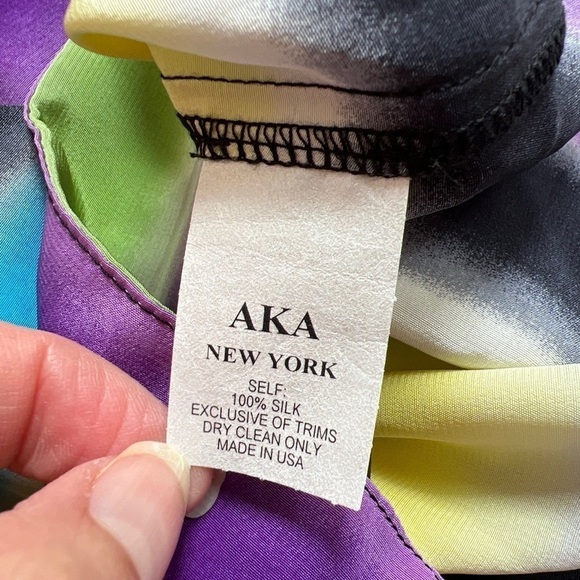 AKA
NEW YORK
SELF:
100% SILK
EXCLUSIVE OF TRIMS
DRY CLEAN ONLY
MADE IN USA